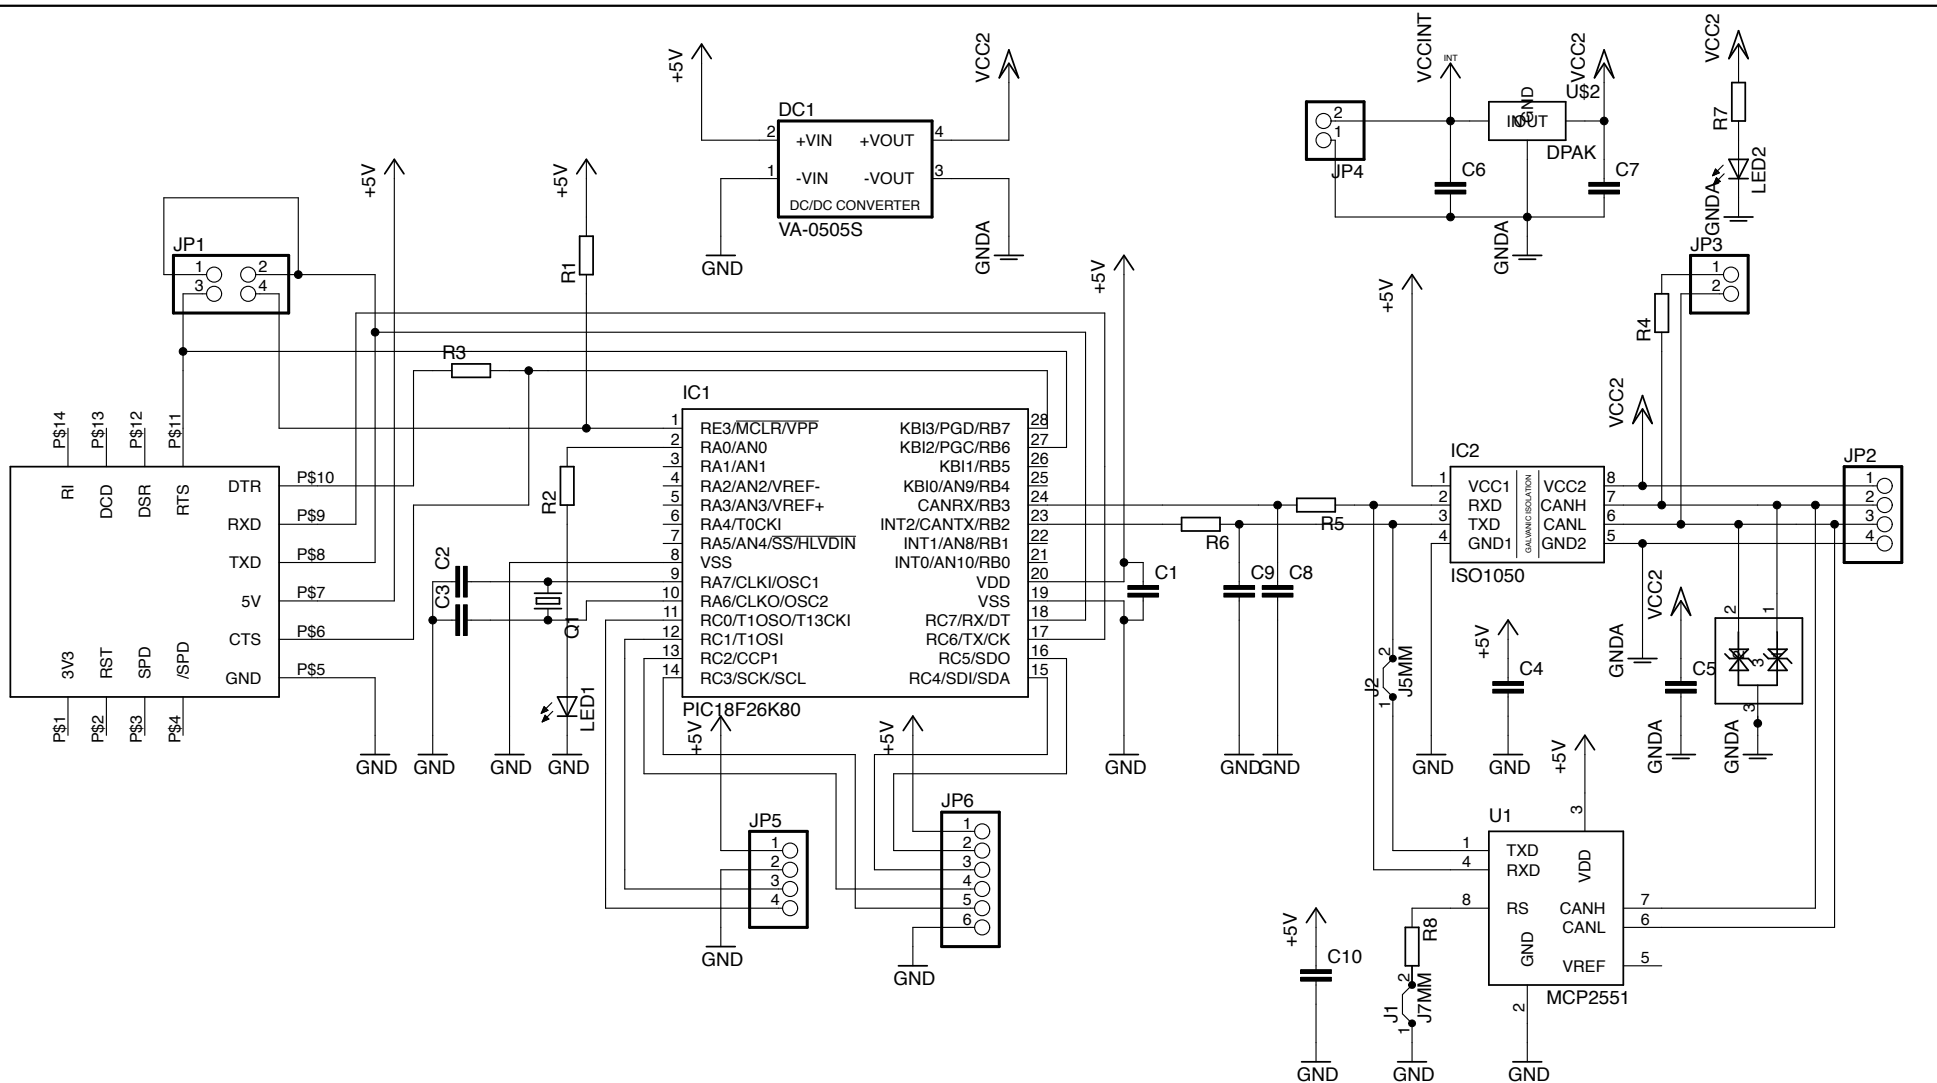 +5V
VCC2
DC1
2
+VIN
+VOUT
4
1
-VIN
-VOUT
3
DC/DC CONVERTER
VA-0505S
GND
GNDA
VCCINT
INT
VCC2
U$2
GND
DPAK
2
1
JP4
C6
C7
GNDA
VCC2
R7
LED2
GNDA
+5V
+5V
R1
JP1
1
2
3
4
JP3
1
2
R4
+5V
+5V
R3
P$14
P$13
P$12
P$11
RI
DCD
DSR
RTS
DTR
P$10
RXD
P$9
TXD
P$8
5V
P$7
CTS
P$6
GND
P$5
3V3
RST
SPD
/SPD
P$1
P$2
P$3
P$4
GND
GND
GND
GND
C2
C3
Q1
R2
LED1
IC1
1
RE3/MCLR/VPP
KBI3/PGD/RB7
28
2
RA0/AN0
KBI2/PGC/RB6
27
3
RA1/AN1
KBI1/RB5
26
4
RA2/AN2/VREF-
KBI0/AN9/RB4
25
5
RA3/AN3/VREF+
CANRX/RB3
24
6
RA4/T0CKI
INT2/CANTX/RB2
23
7
RA5/AN4/SS/HLVDIN
INT1/AN8/RB1
22
8
VSS
INT0/AN10/RB0
21
9
RA7/CLKI/OSC1
VDD
20
10
RA6/CLKO/OSC2
VSS
19
11
RC0/T1OSO/T13CKI
RC7/RX/DT
18
12
RC1/T1OSI
RC6/TX/CK
17
13
RC2/CCP1
RC5/SDO
16
14
RC3/SCK/SCL
RC4/SDI/SDA
15
PIC18F26K80
+5V
+5V
JP5
1
2
3
4
GND
JP6
1
2
3
4
5
6
GND
C1
GND
R6
R5
C9
C8
GND
GND
IC2
1
VCC1
VCC2
8
2
RXD
CANH
7
3
TXD
CANL
6
4
GND1
GND2
5
GALVANIC ISOLATION
ISO1050
VCC2
JP2
1
2
3
4
J2
2
1
J5MM
GND
+5V
C4
GND
GNDA
VCC2
C5
GNDA
2
1
3
3
GNDA
+5V
U1
3
1
TXD
4
RXD
VDD
8
RS
CANH
7
CANL
6
GND
VREF
5
MCP2551
2
GND
R8
J1
2
1
J7MM
GND
+5V
C10
GND